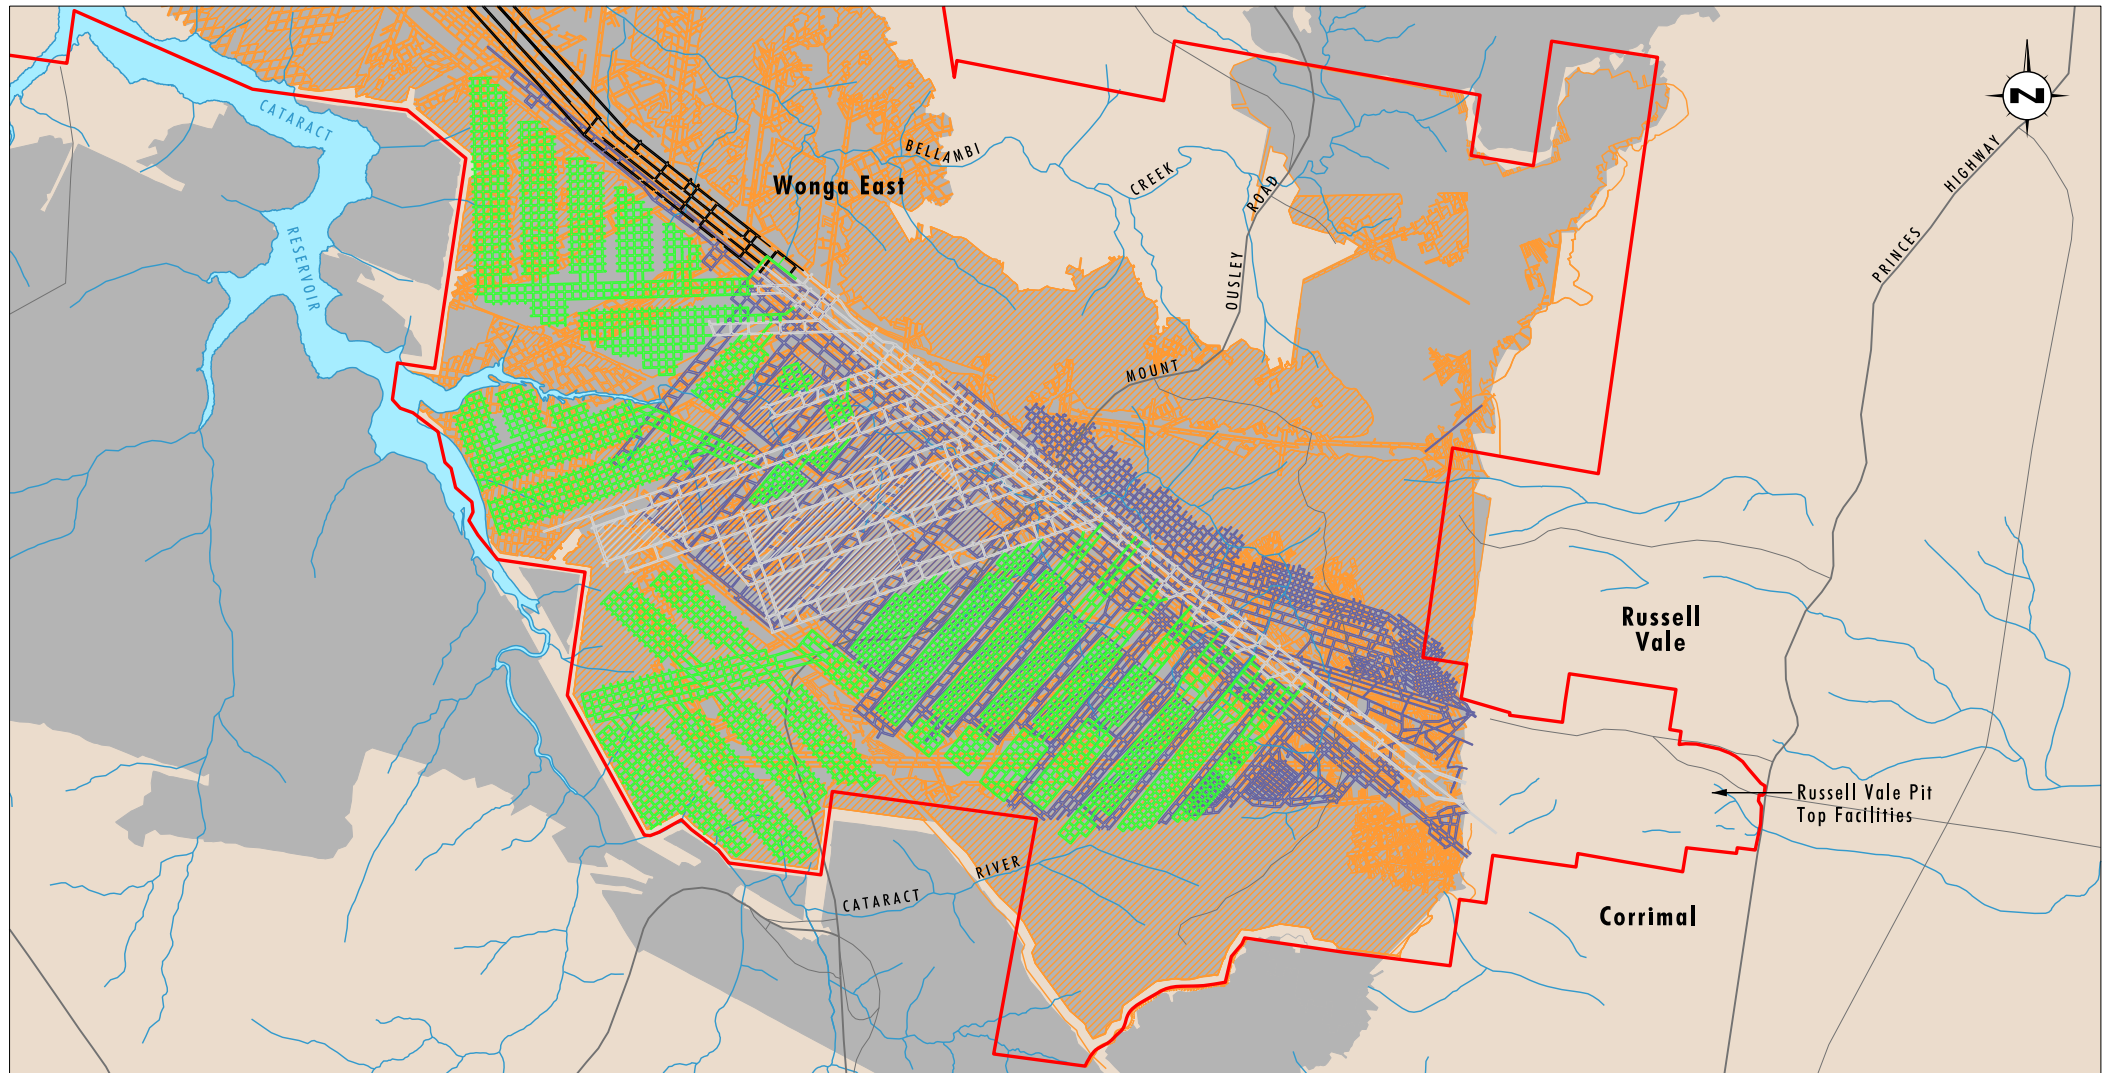 CATARACT
RESERVOIR
Wonga East
BELLAMBI
CREEK
MOUNT
OUSLEY
ROAD
PRINCES
HIGHWAY
N
Russell
Vale
Russell Vale Pit
Top Facilities
Corrimal
CATARACT
RIVER